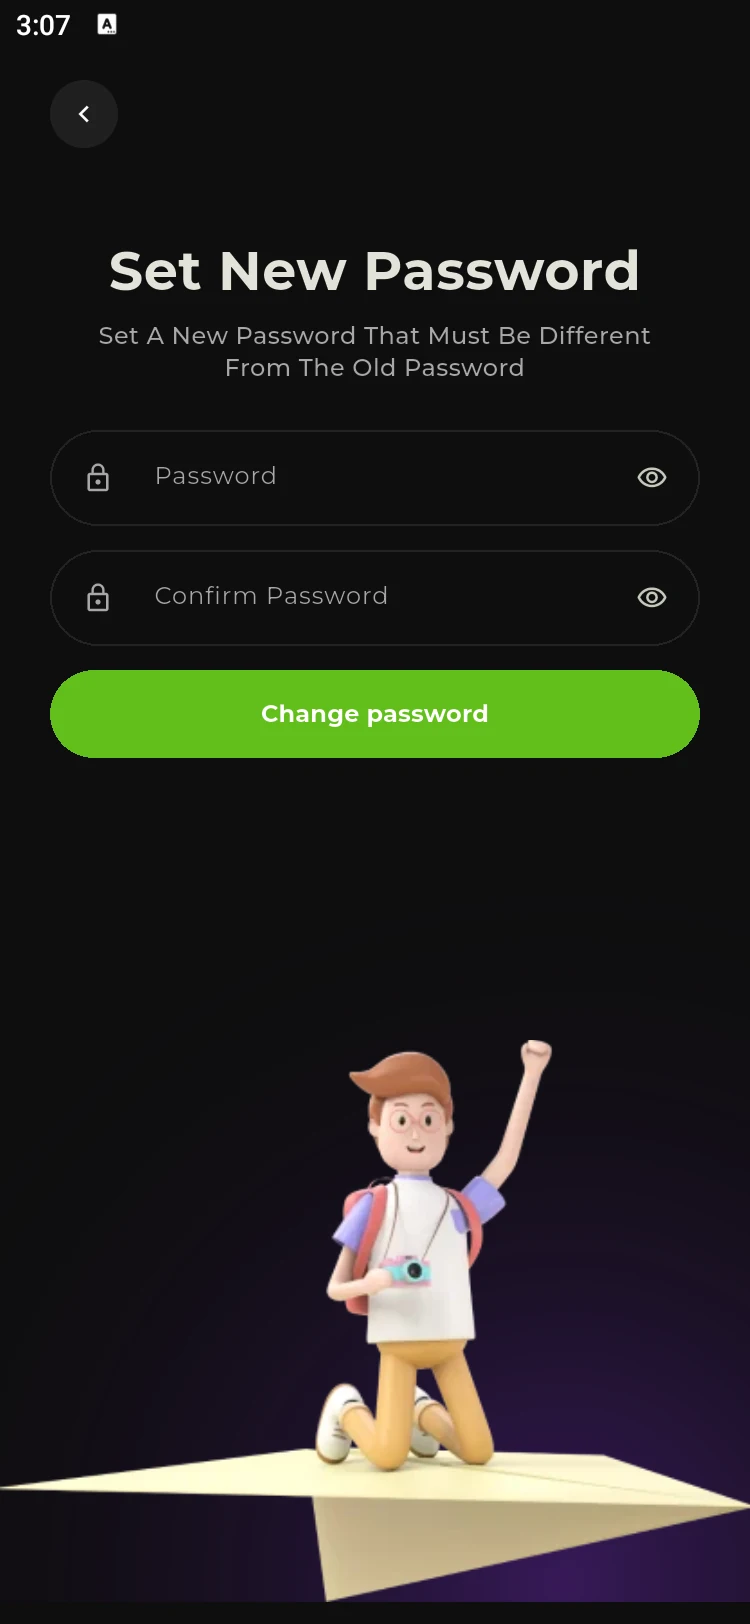 3:07
A
Set New Password
Set A New Password That Must Be Different
From The Old Password
Password
Confirm Password
Change password